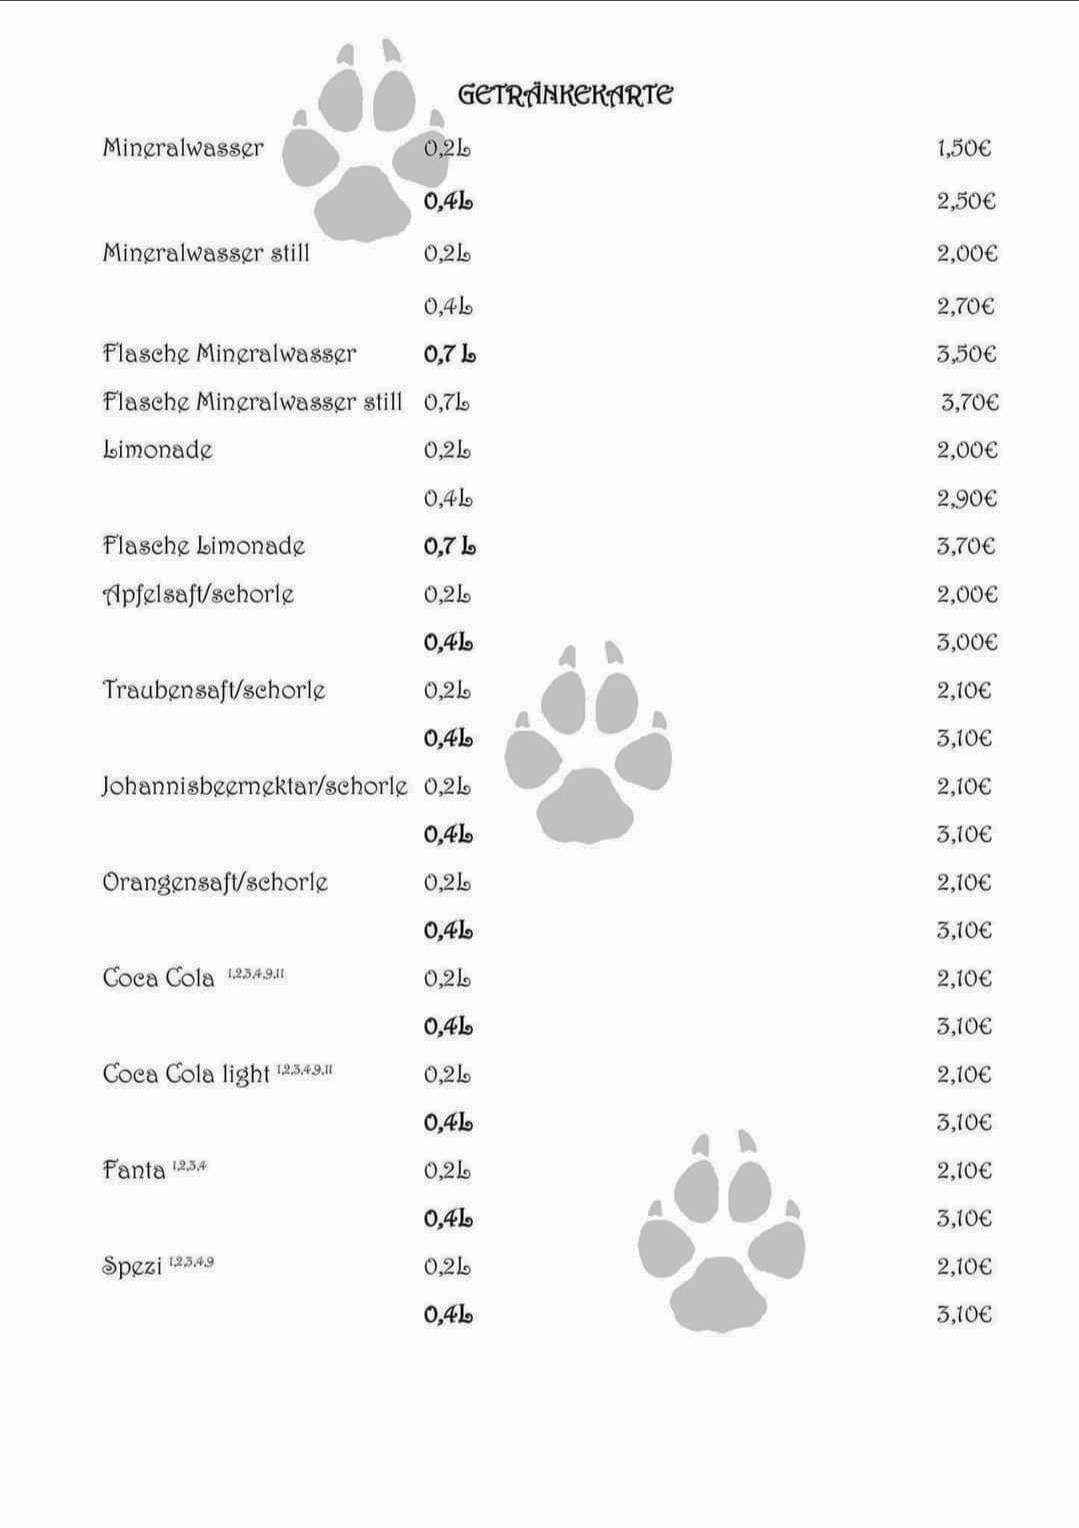 GETRÄNKEKARTE
Mineralwasser 0,2L 1,50€
0,4L 2,50€
Mineralwasser still 0,2L 2,00€
0,4L 2,70€
Flasche Mineralwasser 0,7 L 3,50€
Flasche Mineralwasser still 0,7L 3,70€
Limonade 0,2L 2,00€
0,4L 2,90€
Flasche Limonade 0,7 L 3,70€
Apfelsaft/schorle 0,2L 2,00€
0,4L 3,00€
Traubensaft/schorle 0,2L 2,10€
0,4L 3,10€
Johannisbeernektar/schorle 0,2L 2,10€
0,4L 3,10€
Orangensaft/schorle 0,2L 2,10€
0,4L 3,10€
Coca Cola 1,2,3,4,9,11 0,2L 2,10€
0,4L 3,10€
Coca Cola light 1,2,3,4,9,11 0,2L 2,10€
0,4L 3,10€
Fanta 1,2,3,4 0,2L 2,10€
0,4L 3,10€
Spezi 1,2,3,4,9 0,2L 2,10€
0,4L 3,10€